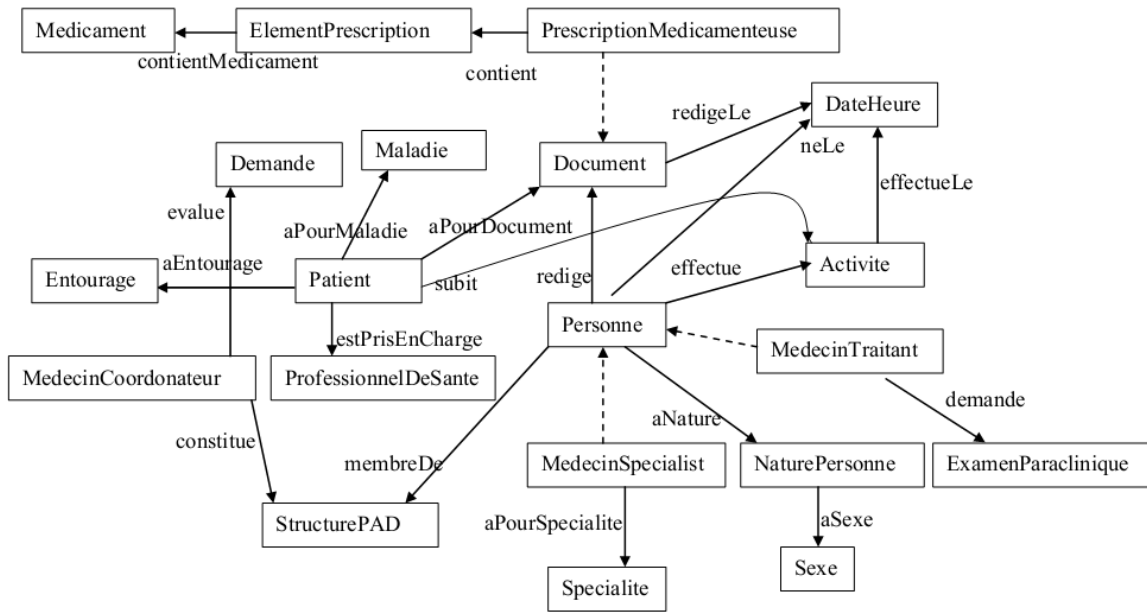 Medicament
ElementPrescription
PrescriptionMedicamenteuse
contientMedicament
contient
DateHeure
redigeLe
neLe
Demande
Maladie
Document
effectueLe
evalue
aPourMaladie
aPourDocument
aEntourage
Entourage
Patient
subit
redige
effectue
Activite
Personne
estPrisEnCharge
MedecinTraitant
MedecinCoordonateur
ProfessionnelDeSante
demande
aNature
constitue
membreDe
MedecinSpecialist
NaturePersonne
ExamenParaclinique
StructurePAD
aPourSpecialite
aSexe
Specialite
Sexe